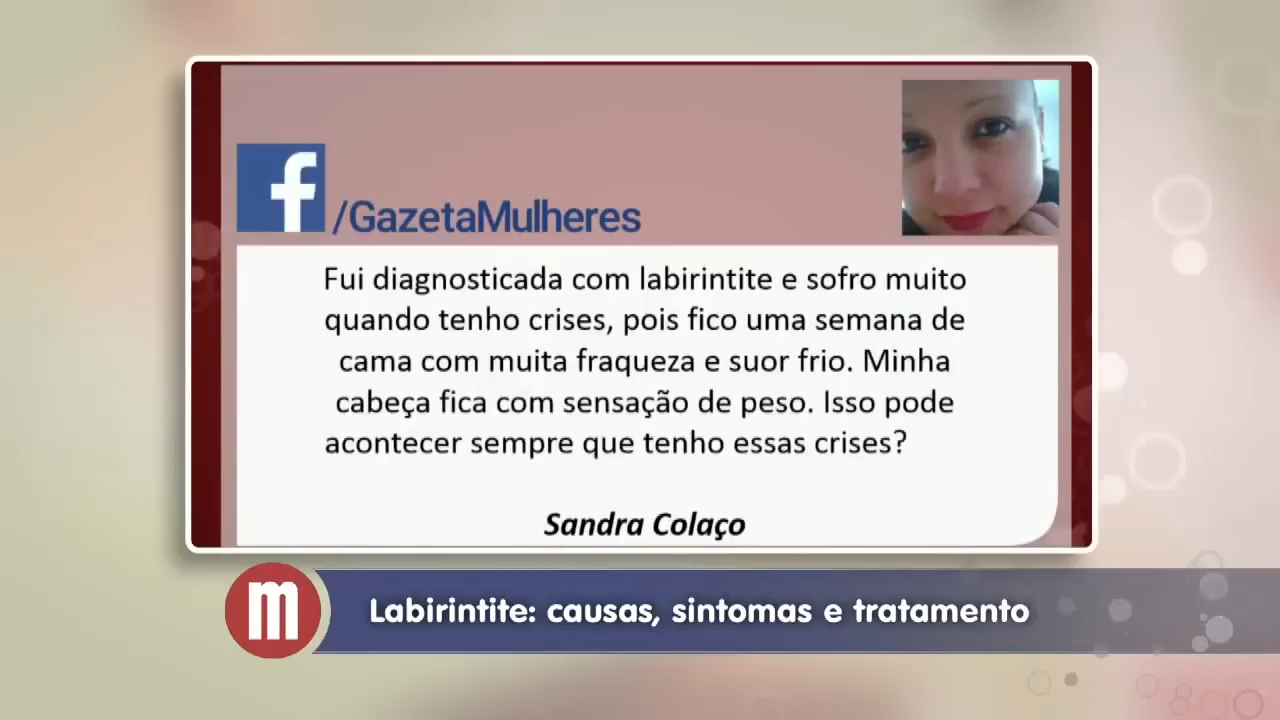 f
/GazetaMulheres
Fui diagnosticada com labirintite e sofro muito
quando tenho crises, pois fico uma semana de
cama com muita fraqueza e suor frio. Minha
cabeça fica com sensação de peso. Isso pode
acontecer sempre que tenho essas crises?
Sandra Colaço
m
Labirintite: causas, sintomas e tratamento